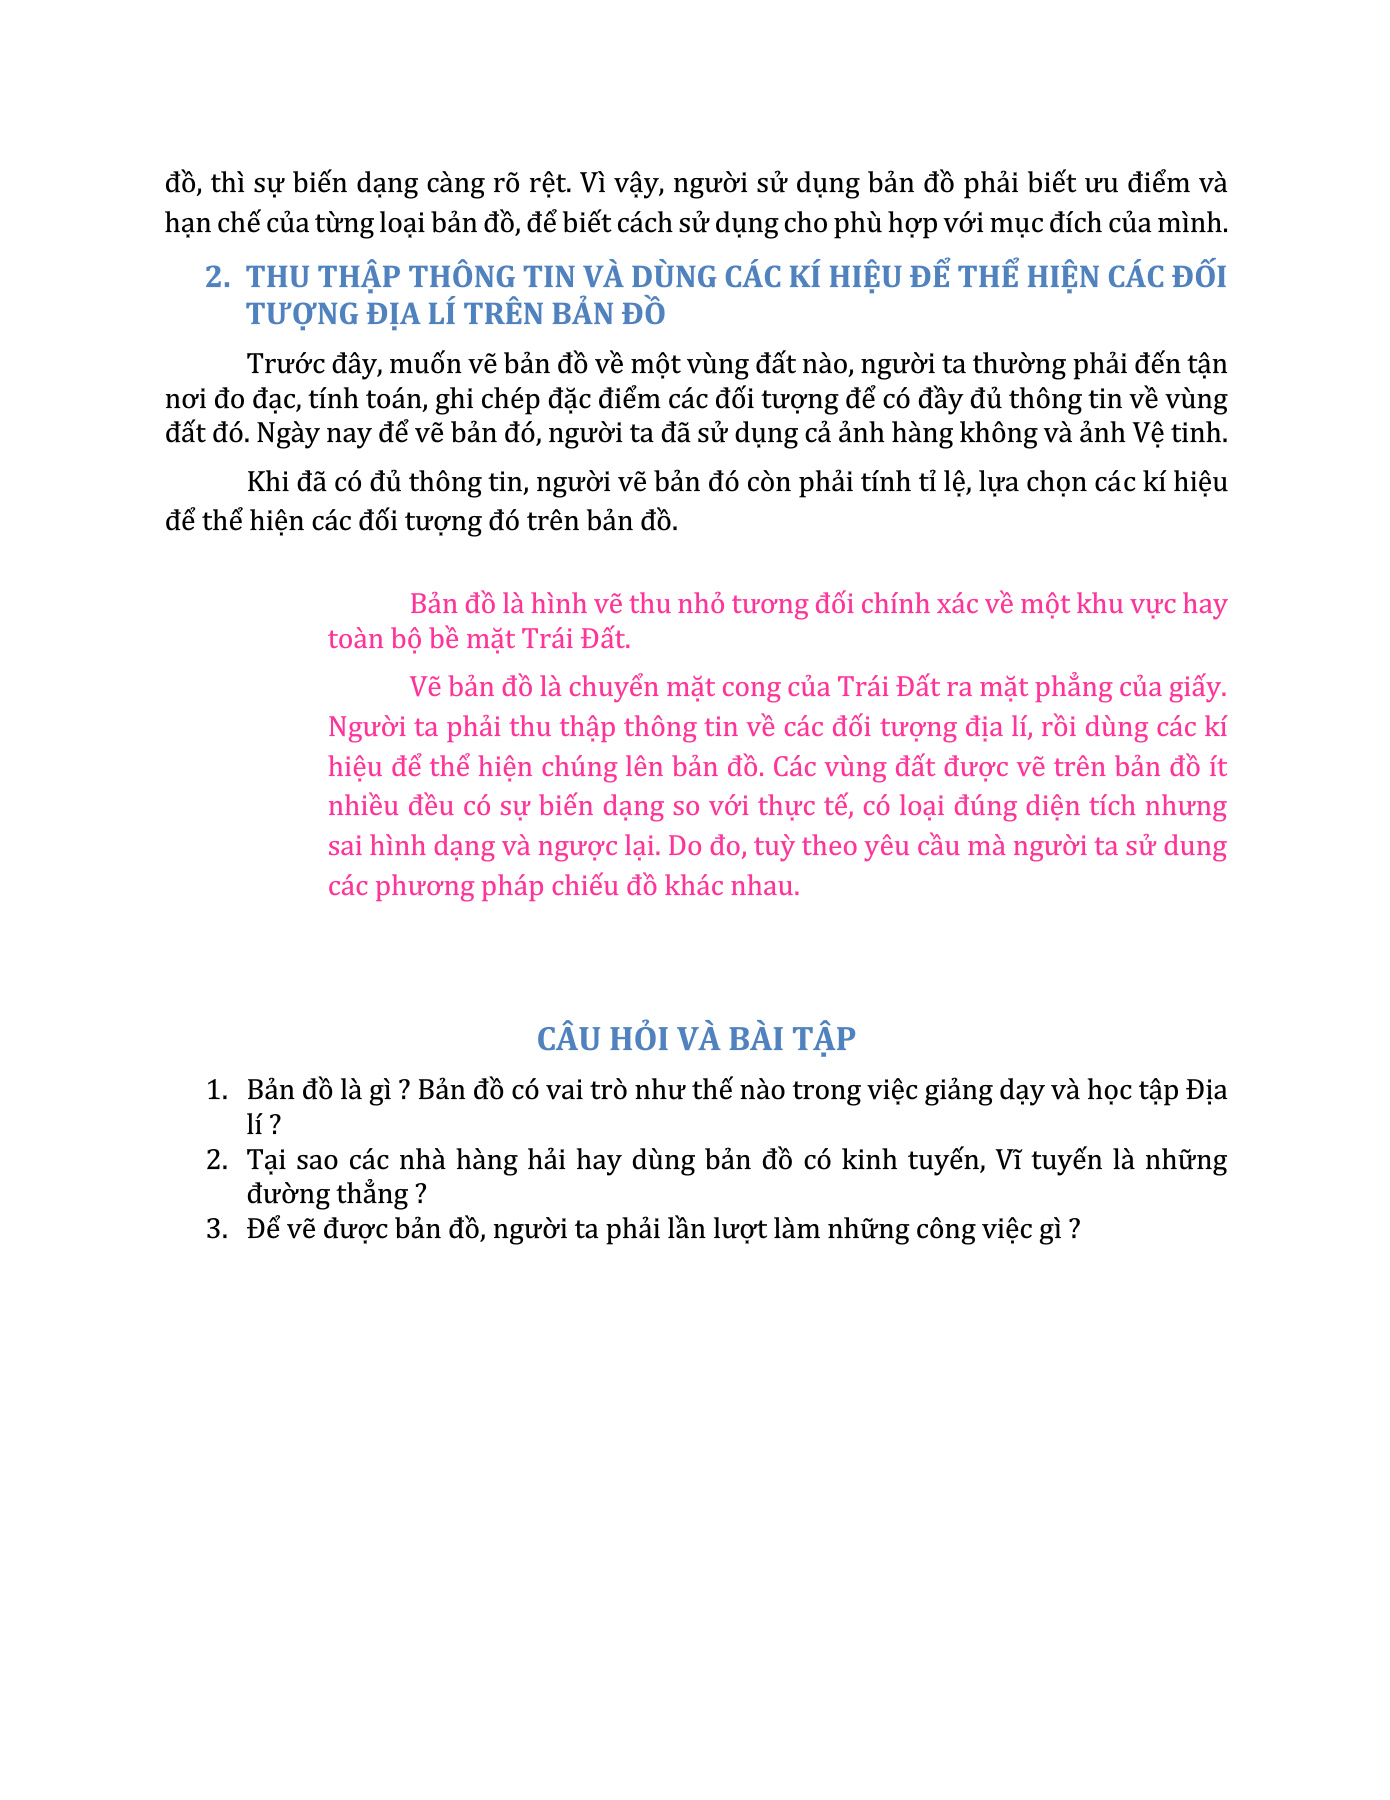 đồ, thì sự biến dạng càng rõ rệt. Vì vậy, người sử dụng bản đồ phải biết ưu điểm và
hạn chế của từng loại bản đồ, để biết cách sử dụng cho phù hợp với mục đích của mình.
2. THU THẬP THÔNG TIN VÀ DÙNG CÁC KÍ HIỆU ĐỂ THỂ HIỆN CÁC ĐỐI
TƯỢNG ĐỊA LÍ TRÊN BẢN ĐỒ
Trước đây, muốn vẽ bản đồ về một vùng đất nào, người ta thường phải đến tận
nơi đo đạc, tính toán, ghi chép đặc điểm các đối tượng để có đầy đủ thông tin về vùng
đất đó. Ngày nay để vẽ bản đó, người ta đã sử dụng cả ảnh hàng không và ảnh Vệ tinh.
Khi đã có đủ thông tin, người vẽ bản đó còn phải tính tỉ lệ, lựa chọn các kí hiệu
để thể hiện các đối tượng đó trên bản đồ.
Bản đồ là hình vẽ thu nhỏ tương đối chính xác về một khu vực hay
toàn bộ bề mặt Trái Đất.
Vẽ bản đồ là chuyển mặt cong của Trái Đất ra mặt phẳng của giấy.
Người ta phải thu thập thông tin về các đối tượng địa lí, rồi dùng các kí
hiệu để thể hiện chúng lên bản đồ. Các vùng đất được vẽ trên bản đồ ít
nhiều đều có sự biến dạng so với thực tế, có loại đúng diện tích nhưng
sai hình dạng và ngược lại. Do đo, tuỳ theo yêu cầu mà người ta sử dung
các phương pháp chiếu đồ khác nhau.
CÂU HỎI VÀ BÀI TẬP
1. Bản đồ là gì ? Bản đồ có vai trò như thế nào trong việc giảng dạy và học tập Địa
lí ?
2. Tại sao các nhà hàng hải hay dùng bản đồ có kinh tuyến, Vĩ tuyến là những
đường thẳng ?
3. Để vẽ được bản đồ, người ta phải lần lượt làm những công việc gì ?